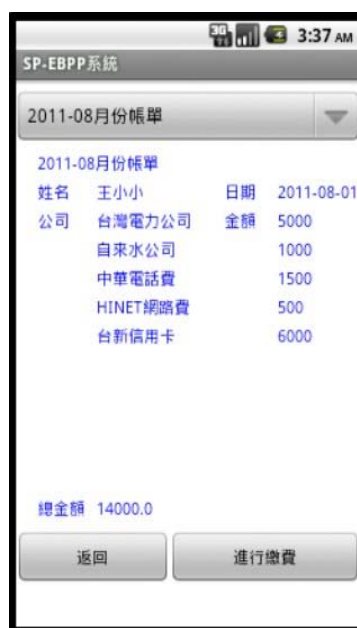 3G 3:37 AM
SP-EBPP系統
2011-08月份帳單
2011-08月份帳單
姓名 王小小 日期 2011-08-01
公司 台灣電力公司 金額 5000
自來水公司 1000
中華電話費 1500
HINET網路費 500
台新信用卡 6000
總金額 14000.0
返回 進行繳費